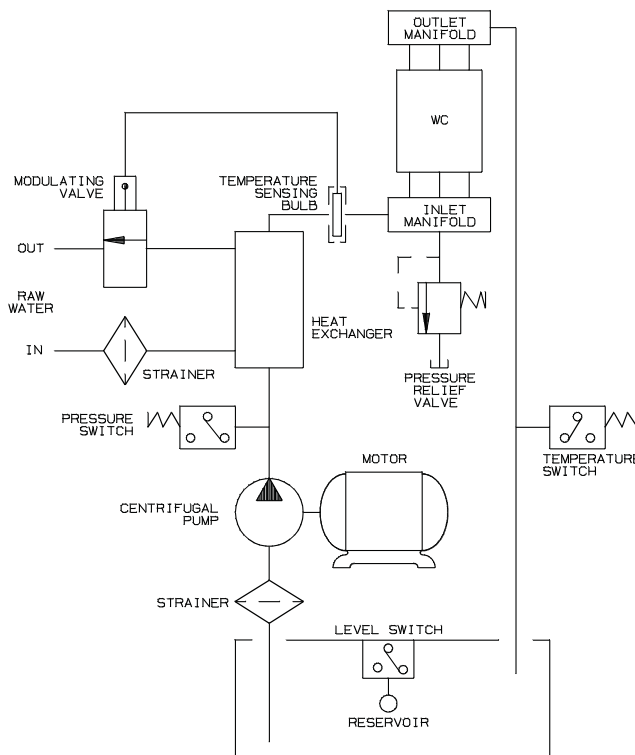 OUTLET
MANIFOLD
WC
MODULATING
VALVE
TEMPERATURE
SENSING
BULB
INLET
MANIFOLD
OUT
RAW
WATER
IN
HEAT
EXCHANGER
STRAINER
PRESSURE
RELIEF
VALVE
PRESSURE
SWITCH
TEMPERATURE
SWITCH
MOTOR
CENTRIFUGAL
PUMP
STRAINER
LEVEL SWITCH
RESERVOIR